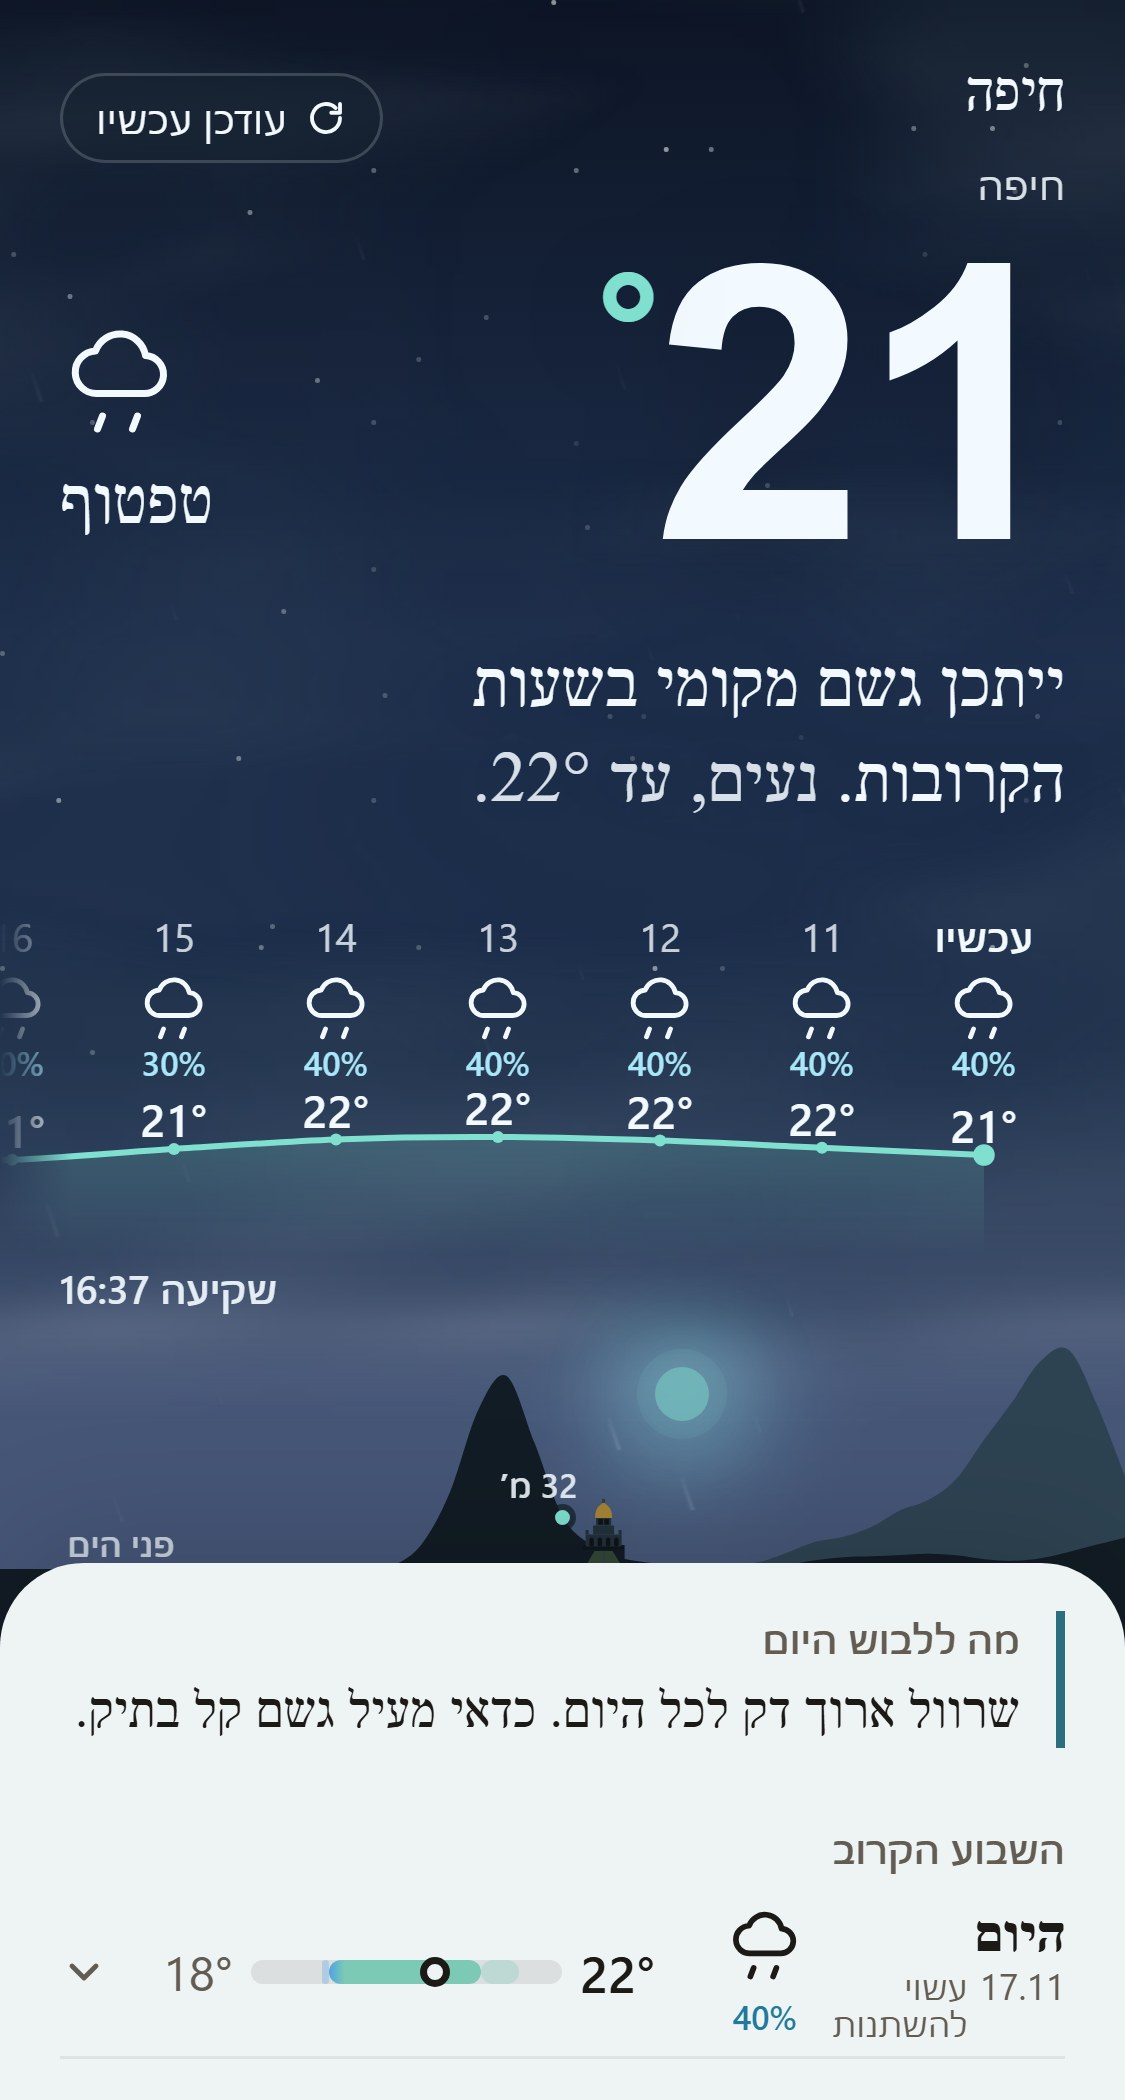 חיפה
עודכן עכשיו
חיפה
21°
טפטוף
ייתכן גשם מקומי בשעות
הקרובות. נעים, עד 22°.
עכשיו 11 12 13 14 15
40% 40% 40% 40% 40% 30%
21° 22° 22° 22° 22° 21°
שקיעה 16:37
32 מ׳
פני הים
מה ללבוש היום
שרוול ארוך דק לכל היום. כדאי מעיל גשם קל בתיק.
השבוע הקרוב
היום
17.11 עשוי
להשתנות
40%
22° 18°